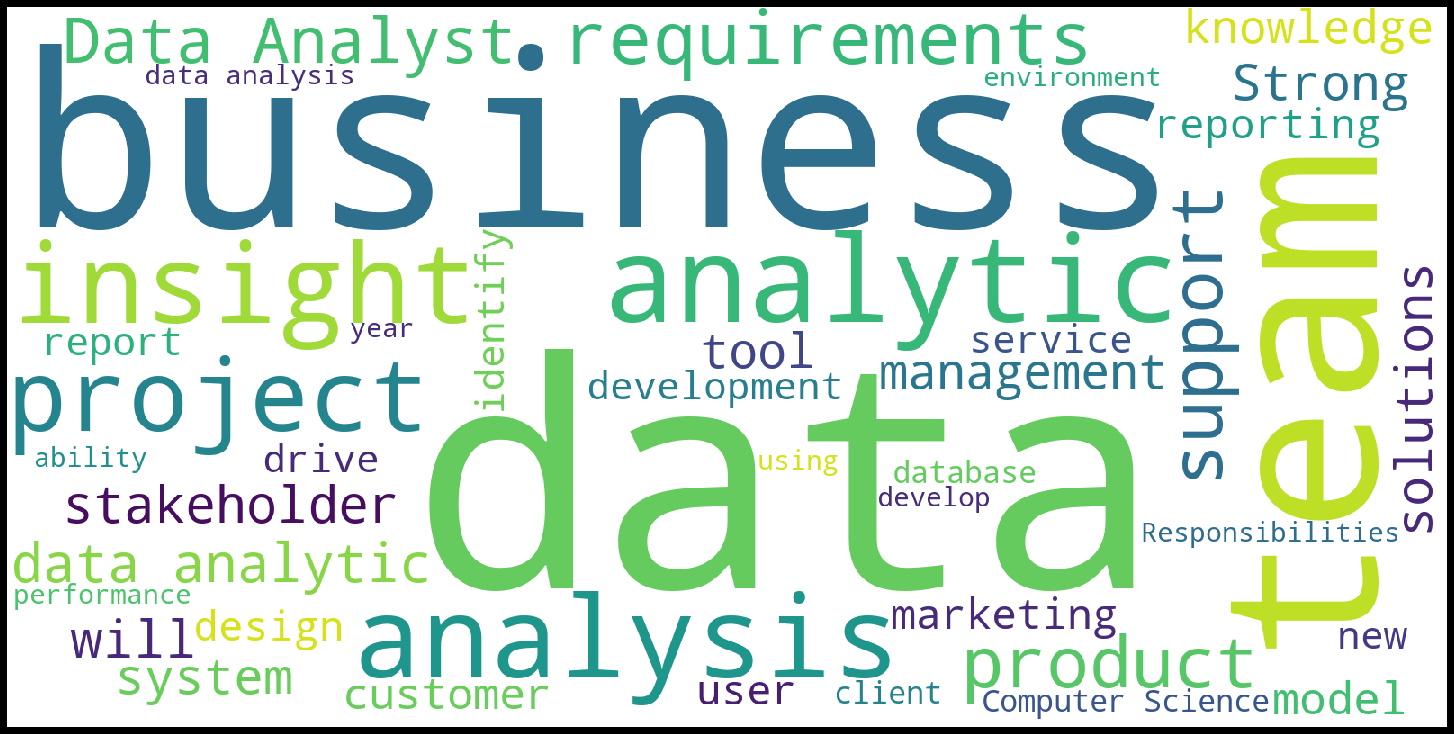 Data Analyst
requirements
knowledge
data analysis
environment
Strong
business
reporting
insight
identify
analytic
support
team
solutions
report
year
tool
service
project
development
management
data
ability
drive
using
database
stakeholder
develop
Responsibilities
data analytic
performance
will
design
analysis
marketing
new
system
customer
user
client
product
Computer Science
model